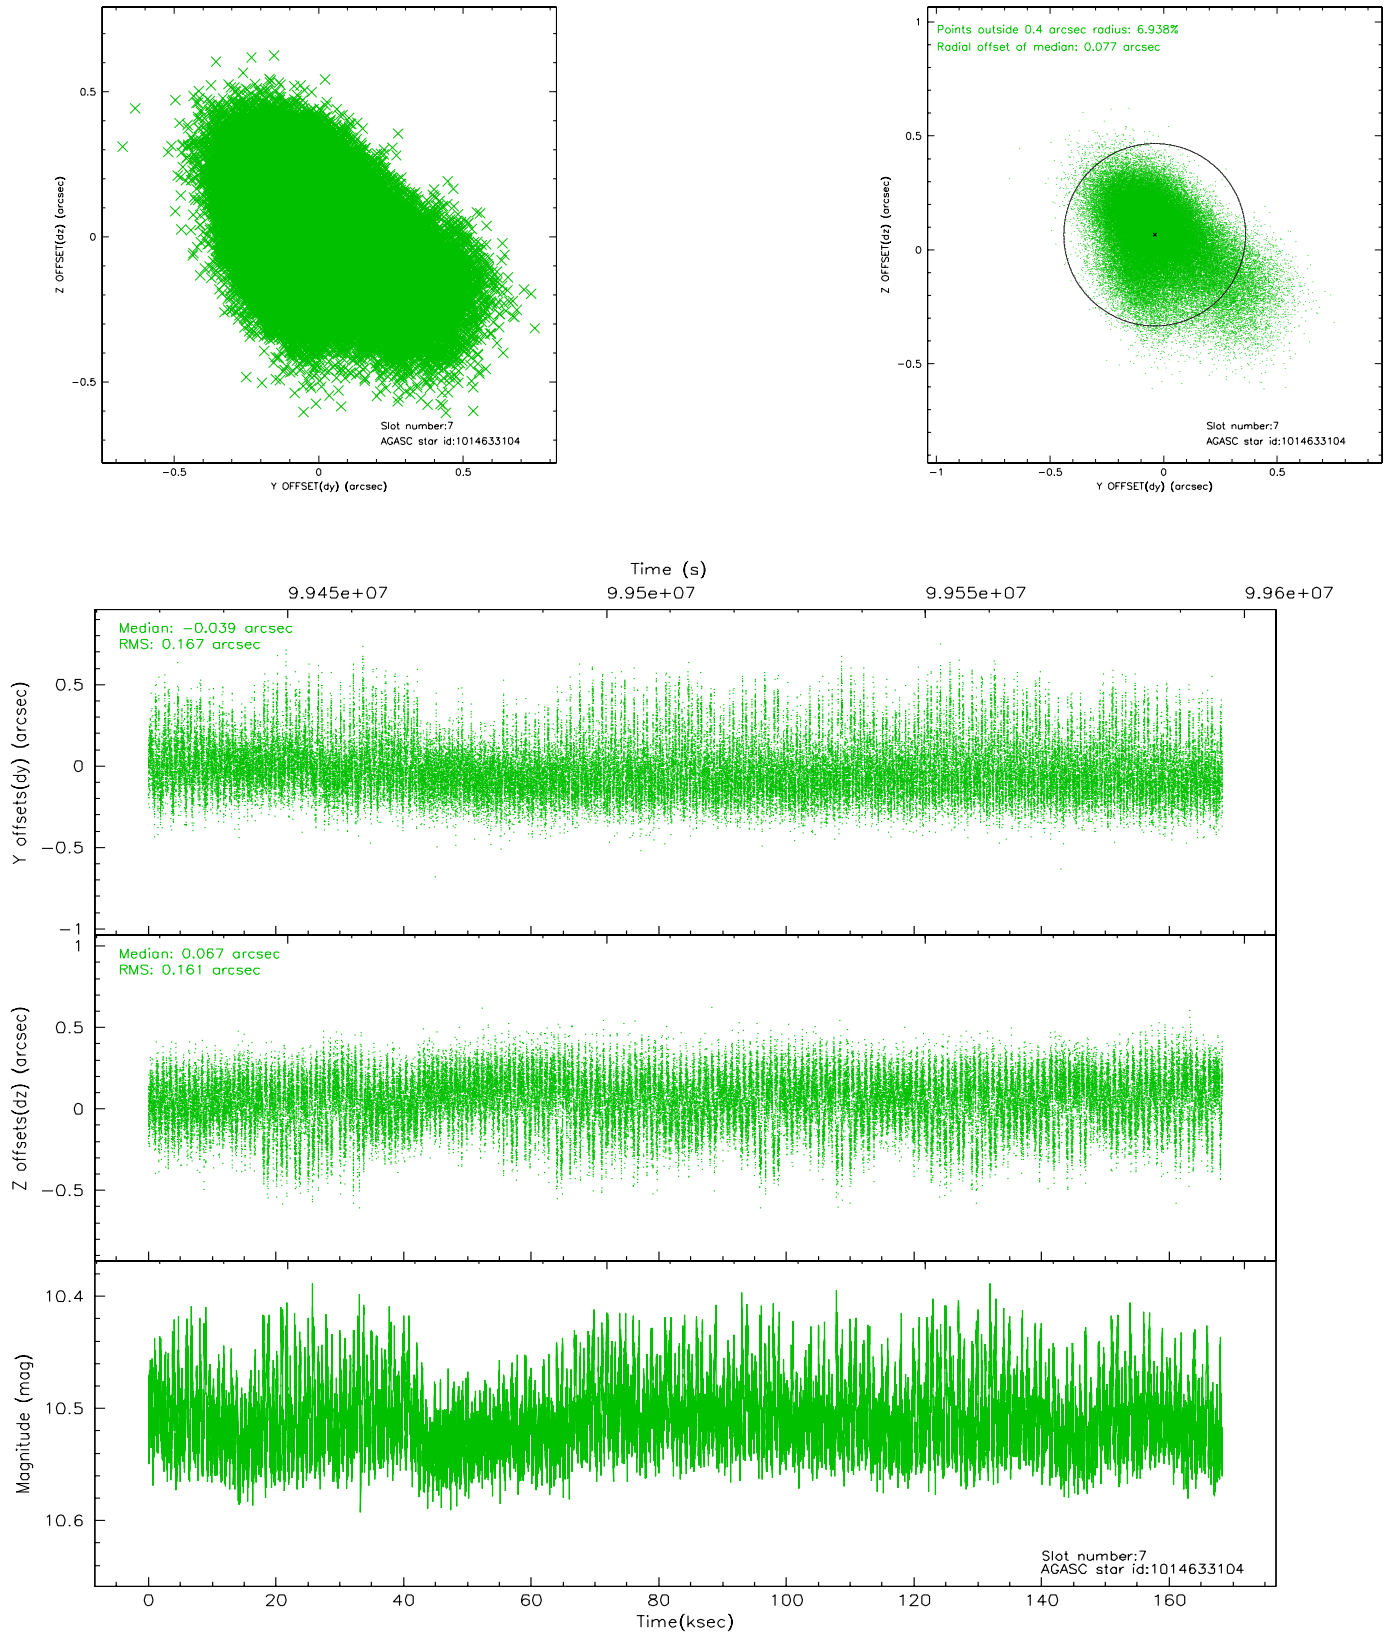 0.5
0
−0.5
Z OFFSET(dz) (arcsec)
Slot number:7
AGASC star id:1014633104
−0.5 0 0.5
Y OFFSET(dy) (arcsec)
Points outside 0.4 arcsec radius: 6.938%
Radial offset of median: 0.077 arcsec
1
0.5
0
−0.5
Z OFFSET(dz) (arcsec)
Slot number:7
AGASC star id:1014633104
−1 −0.5 0 0.5
Y OFFSET(dy) (arcsec)
Time (s)
9.945e+07 9.95e+07 9.955e+07 9.96e+07
Median: −0.039 arcsec
RMS: 0.167 arcsec
0.5
0
−0.5
−1
Y offsets(dy) (arcsec)
Median: 0.067 arcsec
RMS: 0.161 arcsec
1
0.5
0
−0.5
Z offsets(dz) (arcsec)
10.4
10.5
10.6
Magnitude (mag)
Slot number:7
AGASC star id:1014633104
0 20 40 60 80 100 120 140 160
Time(ksec)